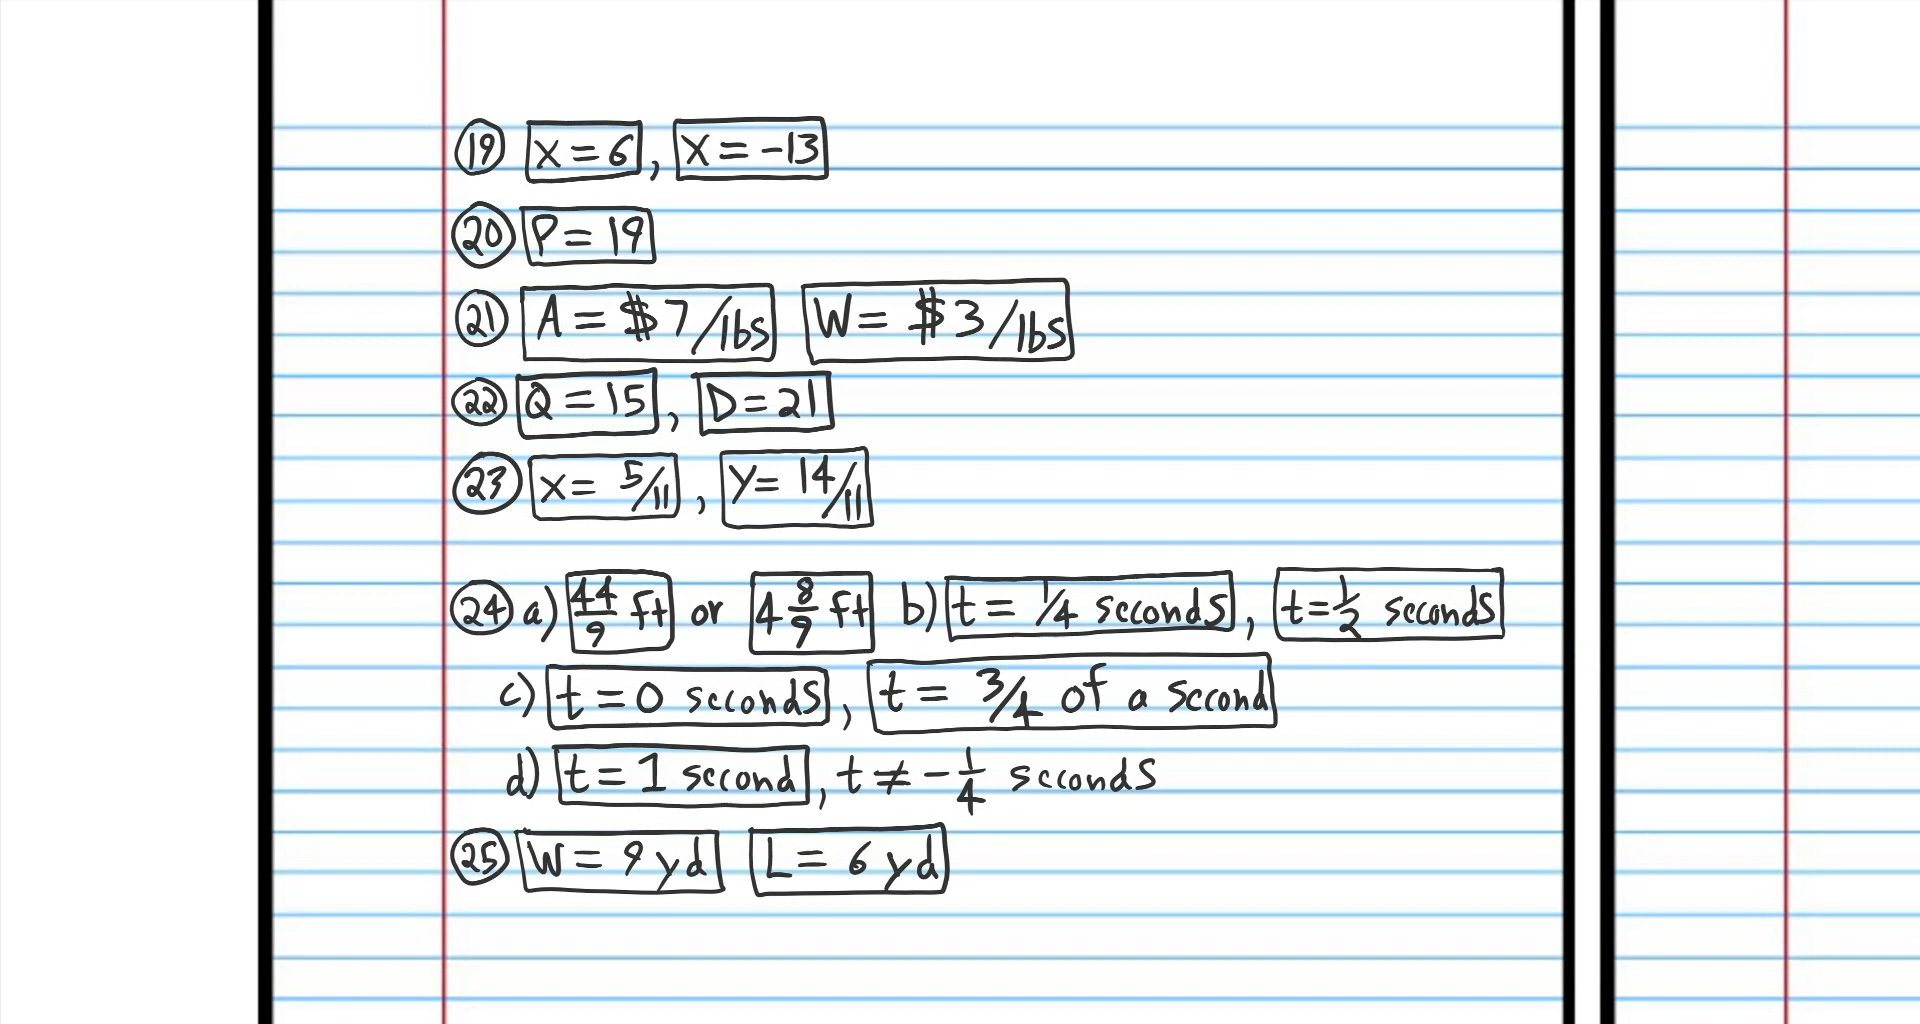 19 x = 6, x = -13
20 P = 19
21 A = $7/lbs W = $3/lbs
22 Q = 15, D = 21
23 x = 5/11, y = 14/11
24 a) 44/9 ft or 4 8/9 ft b) t = 1/4 seconds, t = 1/2 seconds
c) t = 0 seconds, t = 3/4 of a second
d) t = 1 second, t ≠ -1/4 seconds
25 W = 9 yd L = 6 yd